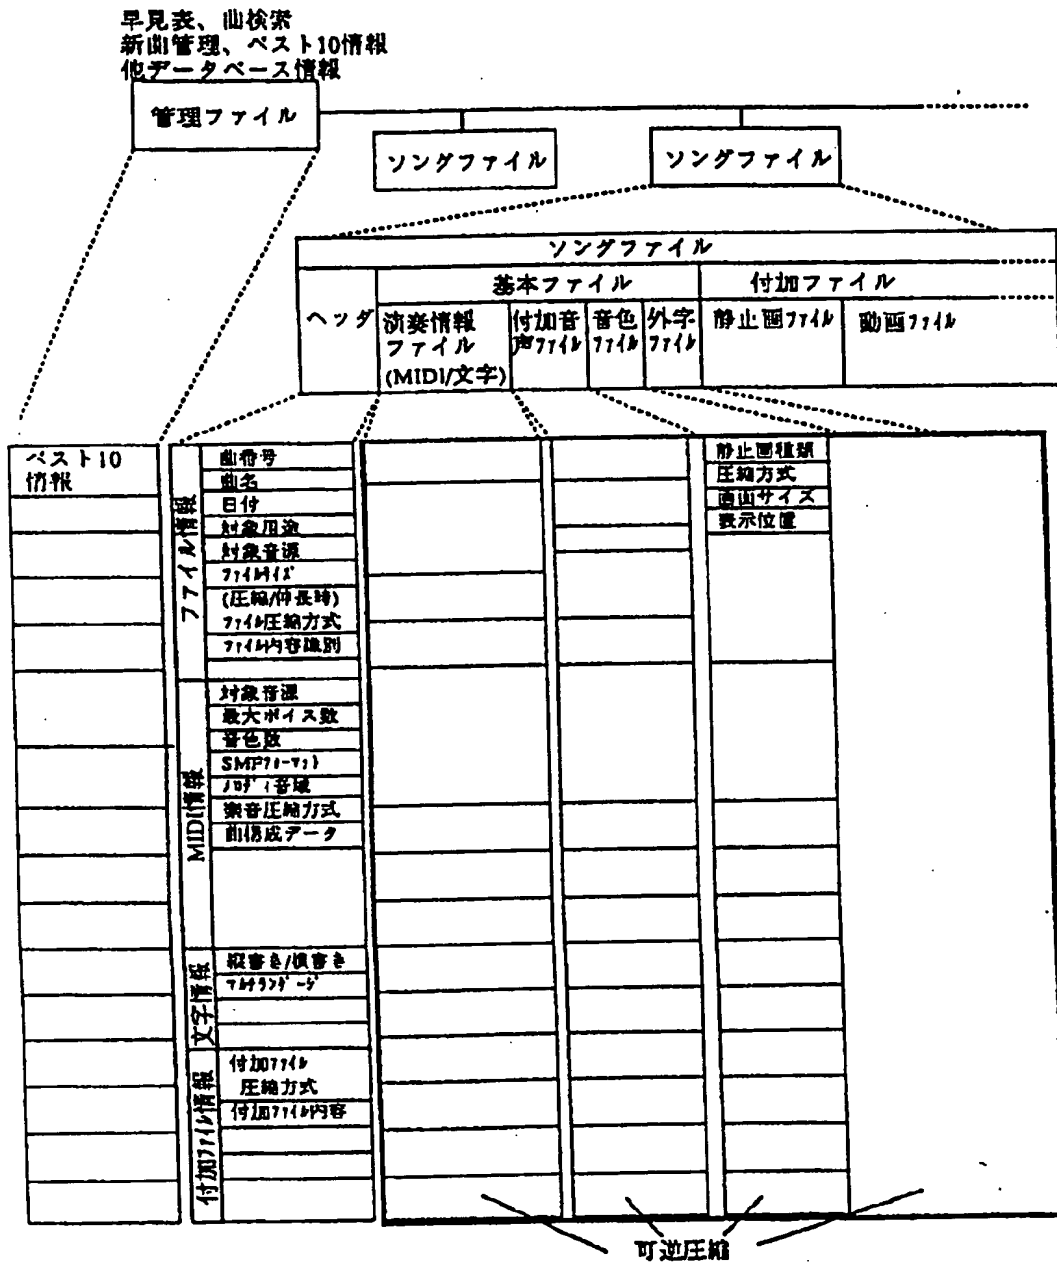 早見表、曲検索
新曲管理、ベスト10情報
他データベース情報
管理ファイル
ソングファイル
ソングファイル
ソングファイル
基本ファイル
付加ファイル
ヘッダ
演奏情報
ファイル
(MIDI/文字)
付加音
声ファイル
音色
ファイル
外字
ファイル
静止画ファイル
動画ファイル
ベスト10
情報
ファイル情報
曲番号
曲名
日付
対象用途
対象音源
ファイルサイズ
(圧縮/伸長時)
ファイル圧縮方式
ファイル内容識別
MIDI情報
対象音源
最大ボイス数
音色数
SMFフォーマット
メロディ音域
楽音圧縮方式
曲構成データ
文字情報
縦書き/横書き
マルチランゲージ
付加ファイル情報
付加ファイル
圧縮方式
付加ファイル内容
静止画種類
圧縮方式
画面サイズ
表示位置
可逆圧縮